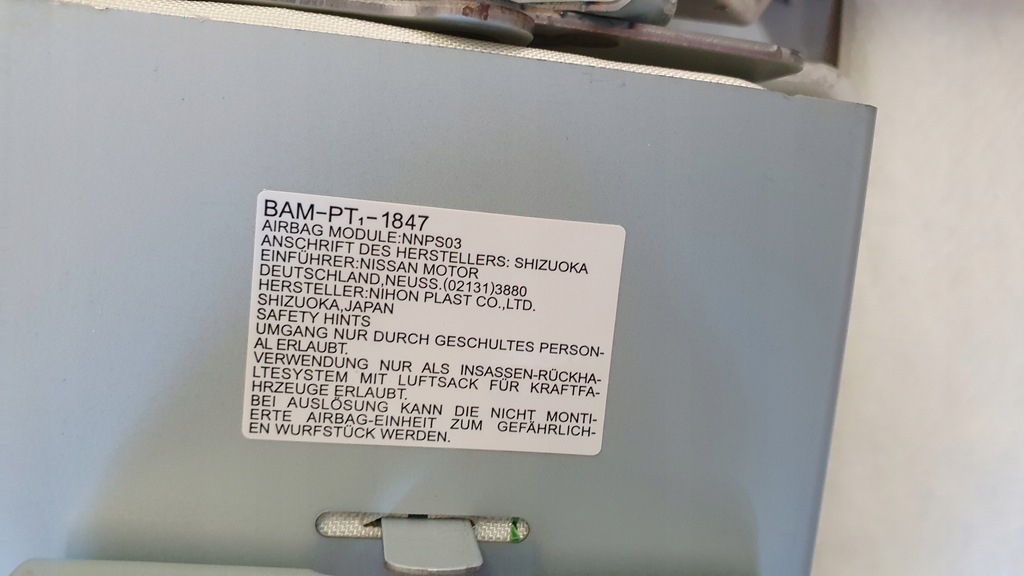 BAM-PT₁-1847
AIRBAG MODULE:NNPS03
ANSCHRIFT DES HERSTELLERS: SHIZUOKA
EINFÜHRER:NISSAN MOTOR
DEUTSCHLAND,NEUSS.(02131)3880
HERSTELLER:NIHON PLAST CO.,LTD.
SHIZUOKA,JAPAN
SAFETY HINTS
UMGANG NUR DURCH GESCHULTES PERSON-
AL ERLAUBT.
VERWENDUNG NUR ALS INSASSEN-RÜCKHA-
LTESYSTEM MIT LUFTSACK FÜR KRAFTFA-
HRZEUGE ERLAUBT.
BEI AUSLÖSUNG KANN DIE NICHT MONTI-
ERTE AIRBAG-EINHEIT ZUM GEFÄHRLICH-
EN WURFSTÜCK WERDEN.